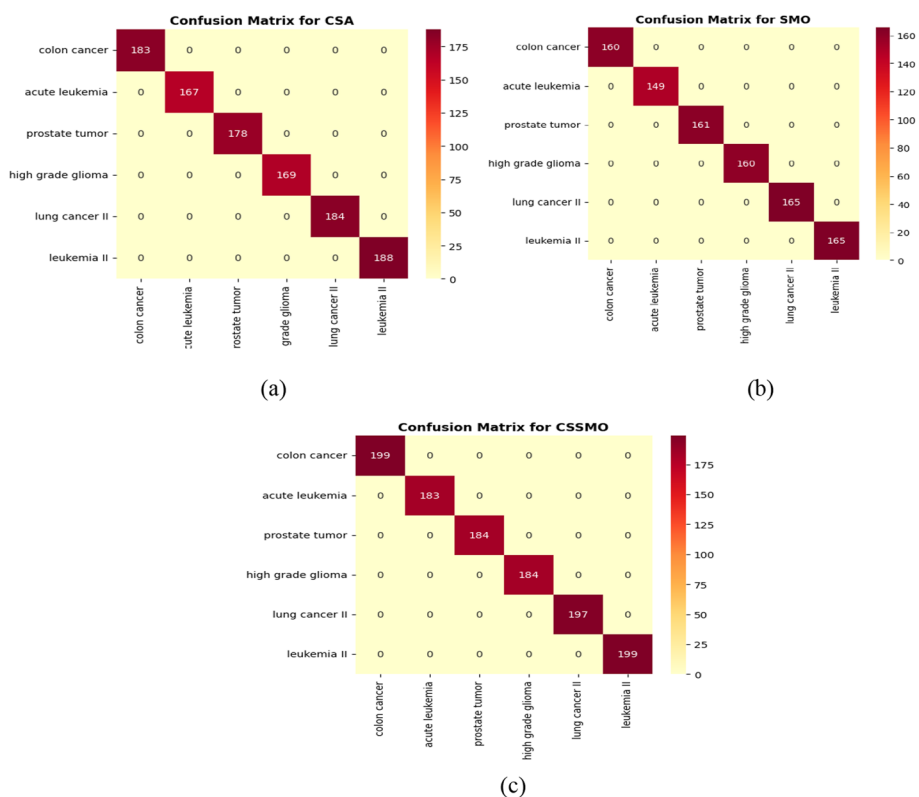 Confusion Matrix for CSA
colon cancer 183 0 0 0 0 0 175
acute leukemia 0 167 0 0 0 0 150
125
prostate tumor 0 0 178 0 0 0
100
high grade glioma 0 0 0 169 0 0 75
lung cancer II 0 0 0 0 184 0 50
25
leukemia II 0 0 0 0 0 188
0
colon cancer
cute leukemia
rostate tumor
grade glioma
lung cancer II
leukemia II
(a)
Confusion Matrix for SMO
160
colon cancer 160 0 0 0 0 0
140
acute leukemia 0 149 0 0 0 0 120
prostate tumor 0 0 161 0 0 0 100
80
high grade glioma 0 0 0 160 0 0
60
lung cancer II 0 0 0 0 165 0 40
20
leukemia II 0 0 0 0 0 165
0
colon cancer
acute leukemia
prostate tumor
high grade glioma
lung cancer II
leukemia II
(b)
Confusion Matrix for CSSMO
colon cancer 199 0 0 0 0 0
175
acute leukemia 0 183 0 0 0 0 150
125
prostate tumor 0 0 184 0 0 0
100
high grade glioma 0 0 0 184 0 0 75
lung cancer II 0 0 0 0 197 0 50
25
leukemia II 0 0 0 0 0 199
0
colon cancer
acute leukemia
prostate tumor
high grade glioma
lung cancer II
leukemia II
(c)